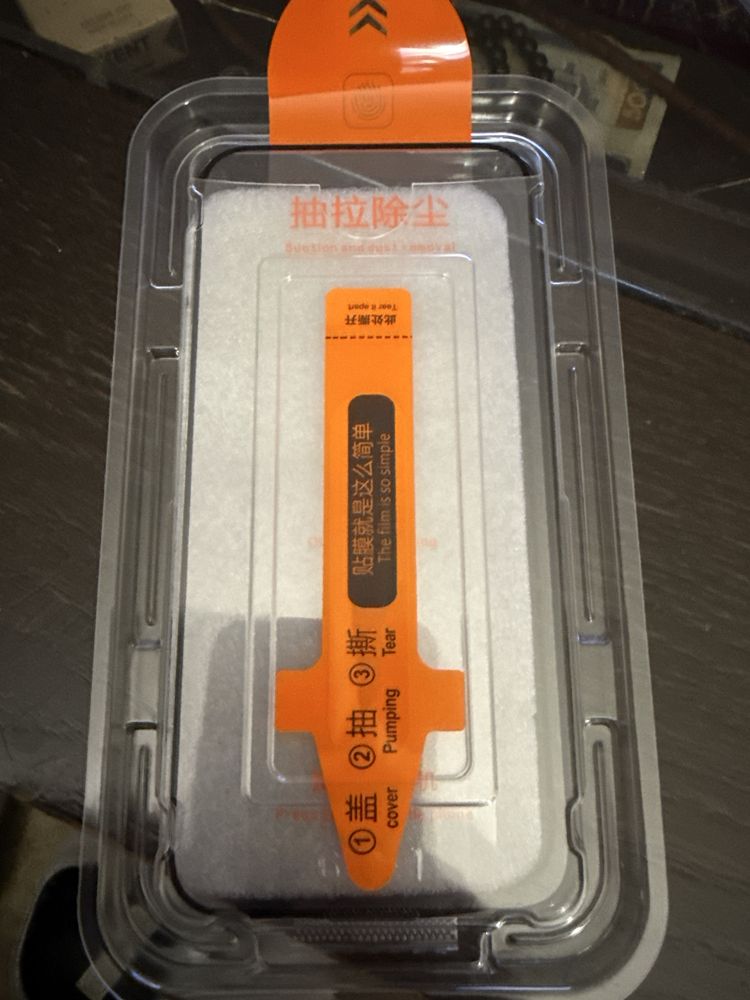 抽拉除尘
Suction and dust removal
此处撕开
Tear it apart
贴膜就是这么简单
The film is so simple
①盖 ②抽 ③撕
cover Pumping Tear